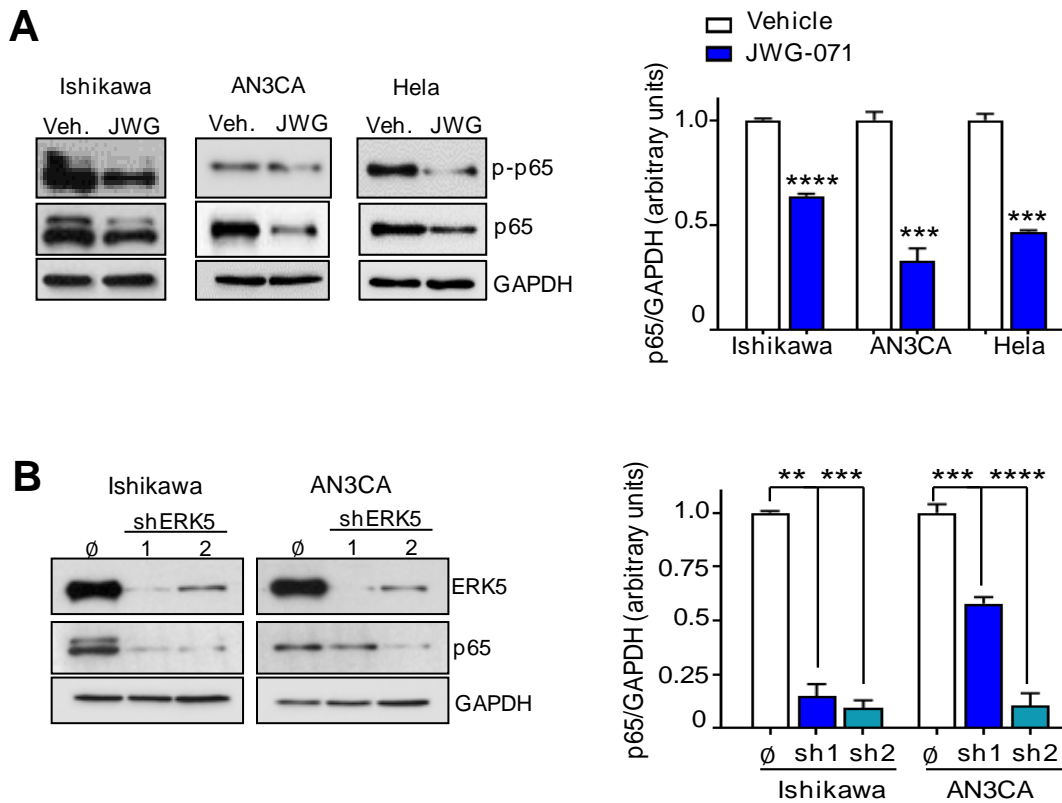 A
Ishikawa
Veh. JWG
AN3CA
Veh. JWG
Hela
Veh. JWG
p-p65
p65
GAPDH
Vehicle
JWG-071
p65/GAPDH (arbitrary units)
1.0
0.5
0
****
***
***
Ishikawa AN3CA Hela
B
Ishikawa
shERK5
ø 1 2
AN3CA
shERK5
ø 1 2
ERK5
p65
GAPDH
p65/GAPDH (arbitrary units)
1.0
0.75
0.5
0.25
0
** *** *** ****
ø sh1 sh2 ø sh1 sh2
Ishikawa AN3CA